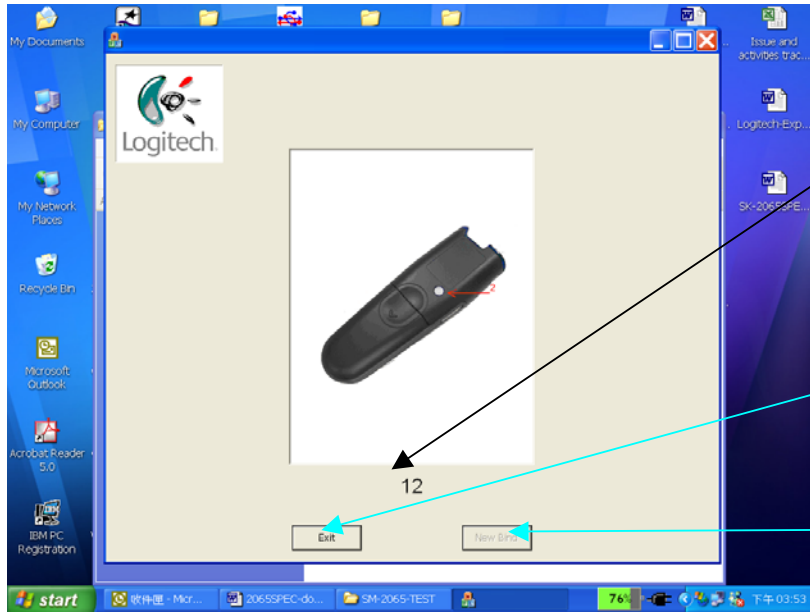 My Documents
Issue and
activities trac...
My Computer
Logitech-Exp...
Logitech
My Network
Places
SK-2065SPE...
Recycle Bin
2
Microsoft
Outlook
Acrobat Reader
5.0
12
IBM PC
Registration
Exit
New Bind
start
收件匣 - Micr...
2065SPEC-do...
SM-2065-TEST
76%
下午 03:53